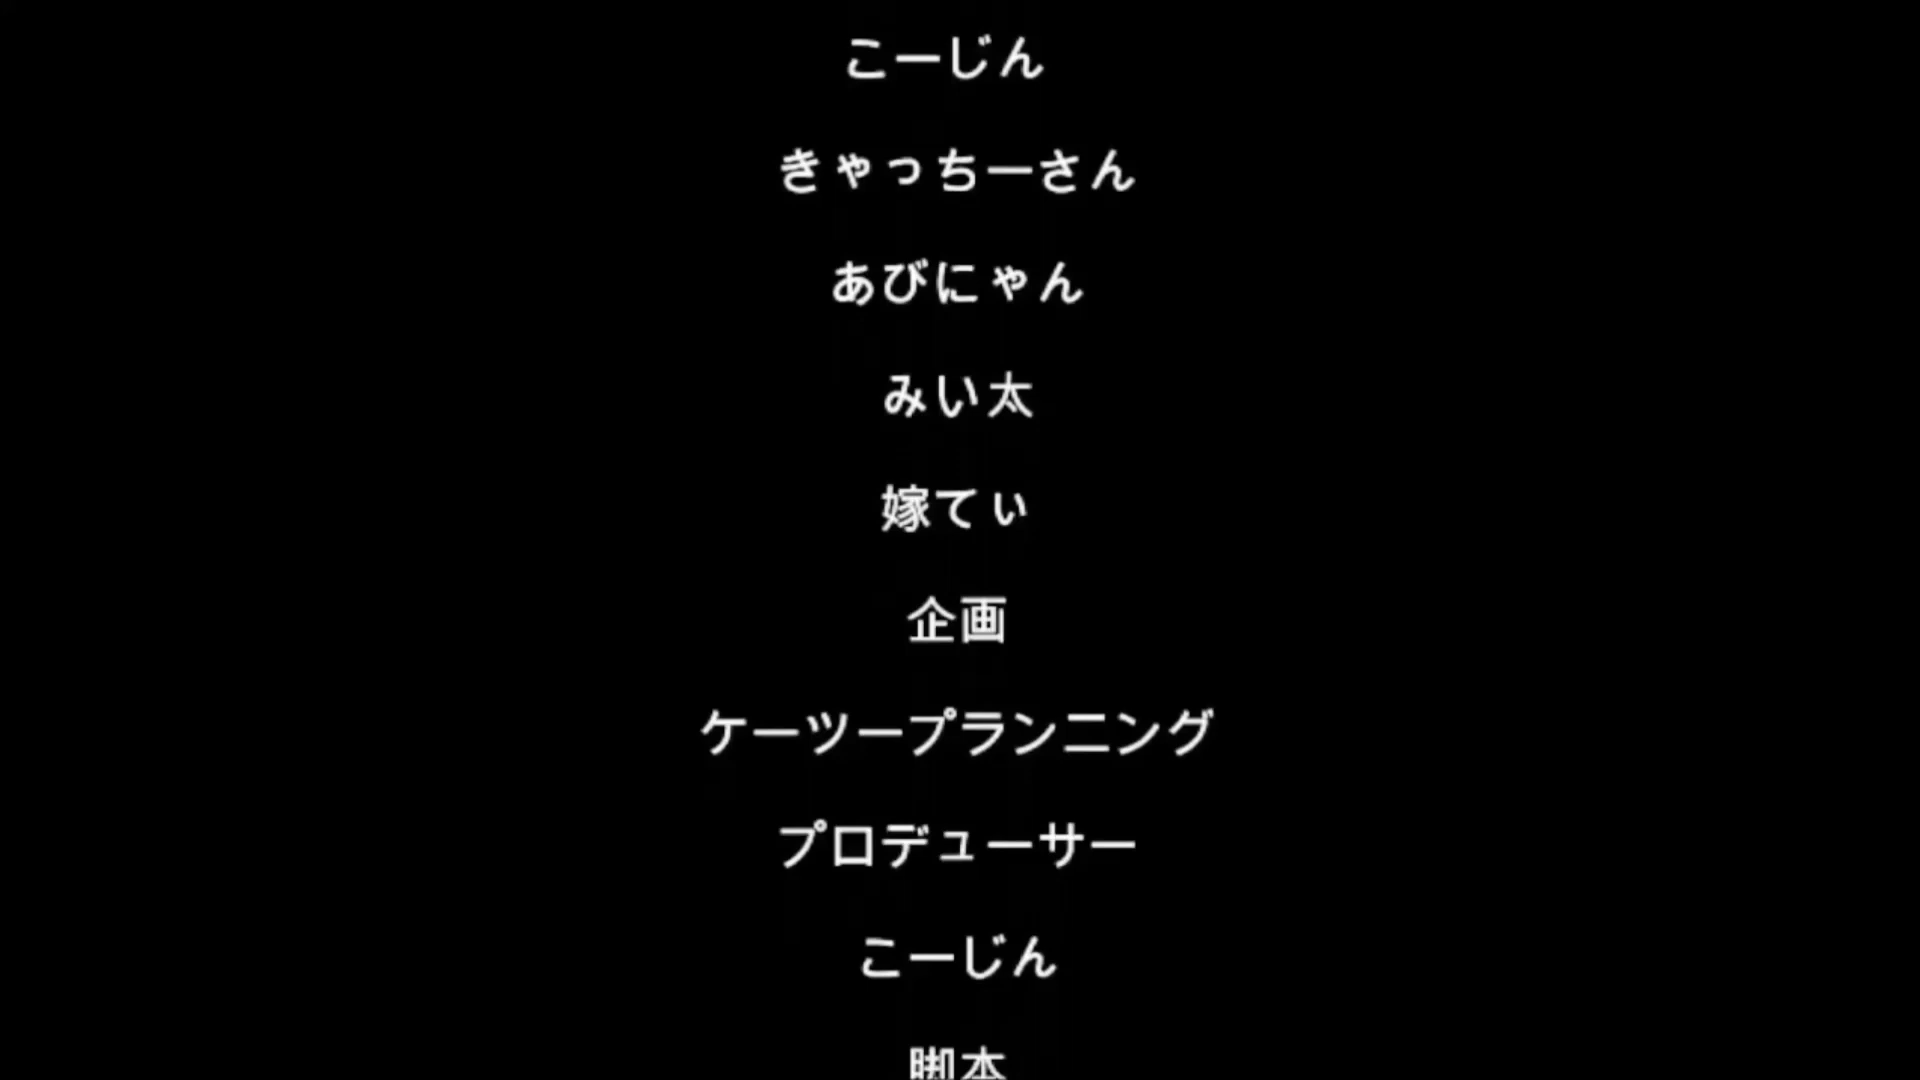 こーじん
きゃっちーさん
あびにゃん
みい太
嫁てぃ
企画
ケーツープランニング
プロデューサー
こーじん
脚本